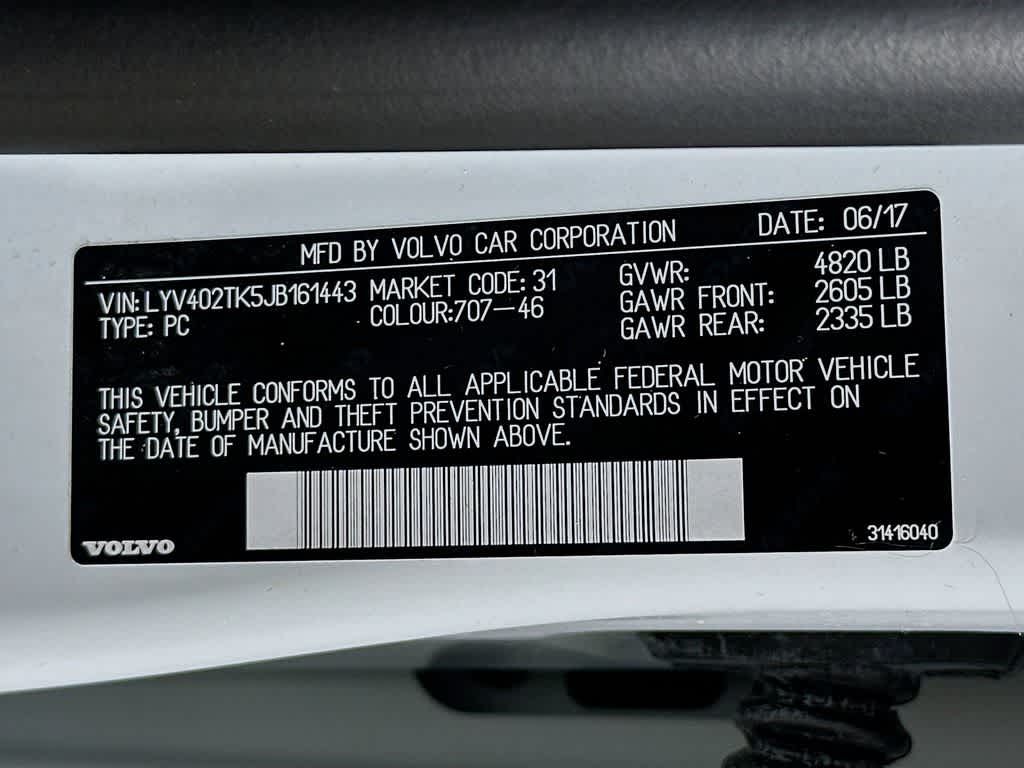 MFD BY VOLVO CAR CORPORATION DATE: 06/17
VIN: LYV402TK5JB161443 MARKET CODE: 31 GVWR: 4820 LB
TYPE: PC COLOUR:707-46 GAWR FRONT: 2605 LB
GAWR REAR: 2335 LB
THIS VEHICLE CONFORMS TO ALL APPLICABLE FEDERAL MOTOR VEHICLE
SAFETY, BUMPER AND THEFT PREVENTION STANDARDS IN EFFECT ON
THE DATE OF MANUFACTURE SHOWN ABOVE.
VOLVO 31416040